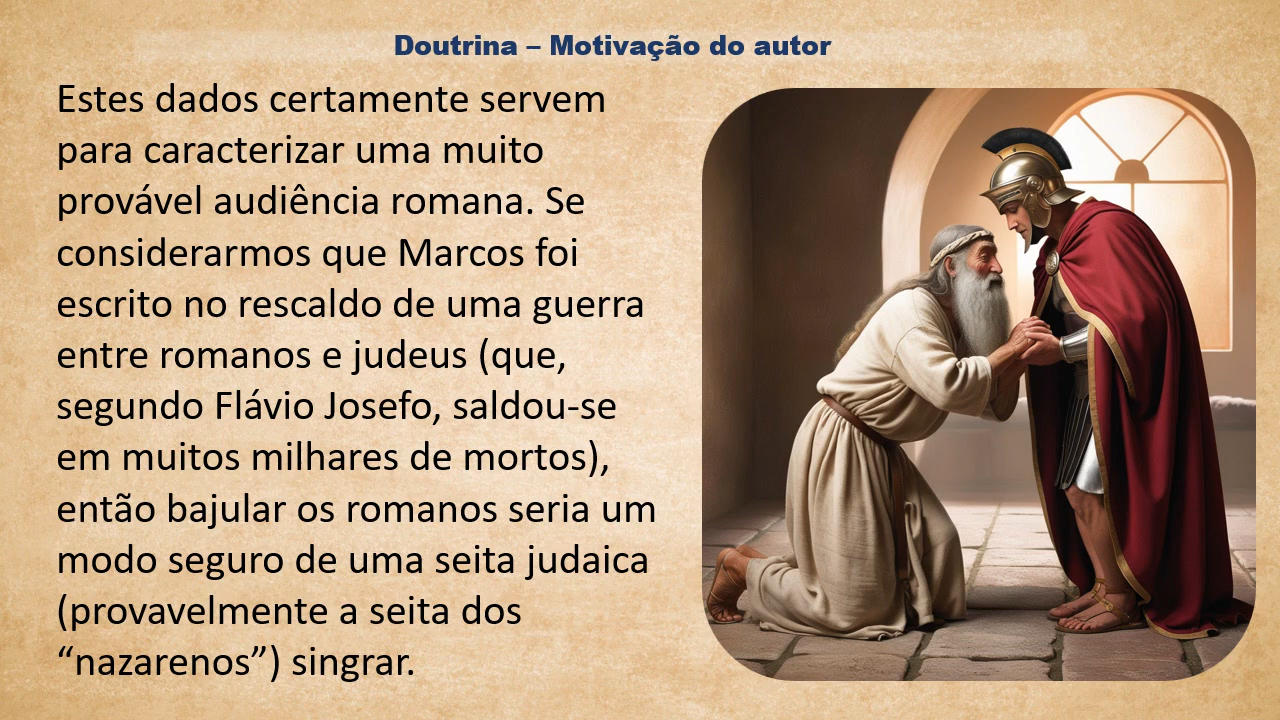 Doutrina – Motivação do autor
Estes dados certamente servem
para caracterizar uma muito
provável audiência romana. Se
considerarmos que Marcos foi
escrito no rescaldo de uma guerra
entre romanos e judeus (que,
segundo Flávio Josefo, saldou-se
em muitos milhares de mortos),
então bajular os romanos seria um
modo seguro de uma seita judaica
(provavelmente a seita dos
“nazarenos”) singrar.